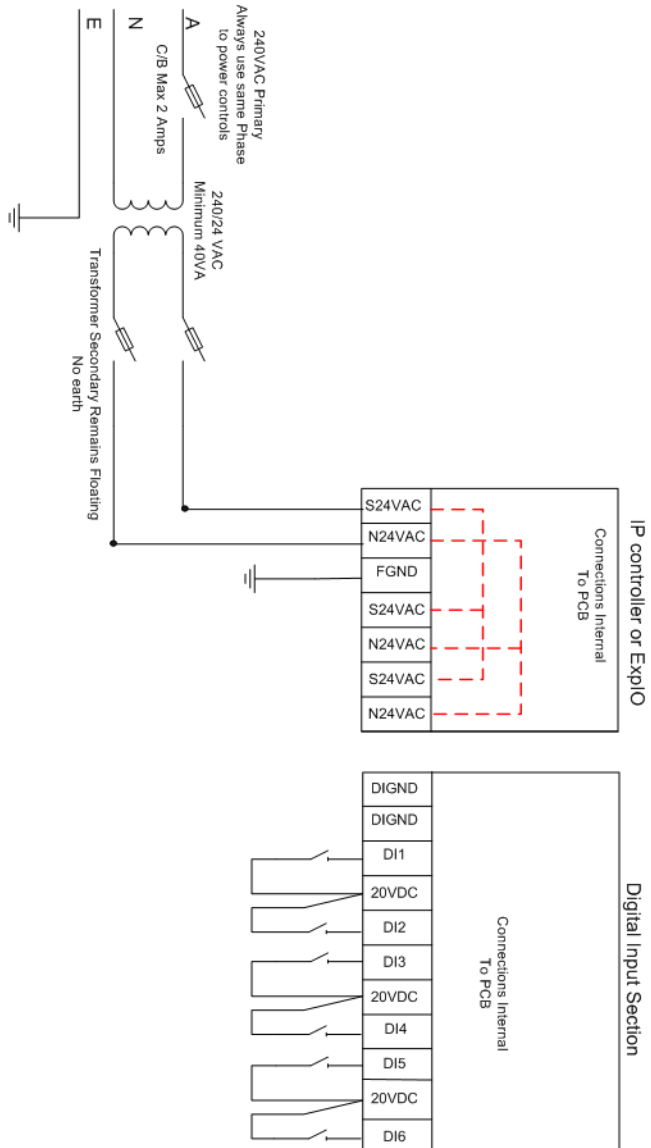 240VAC Primary
Always use same Phase
to power controls
A
N
E
C/B Max 2 Amps
240/24 VAC
Minimum 40VA
Transformer Secondary Remains Floating
No earth
IP controller or ExpIO
Connections Internal
To PCB
S24VAC
N24VAC
FGND
S24VAC
N24VAC
S24VAC
N24VAC
Digital Input Section
Connections Internal
To PCB
DIGND
DIGND
DI1
20VDC
DI2
DI3
20VDC
DI4
DI5
20VDC
DI6